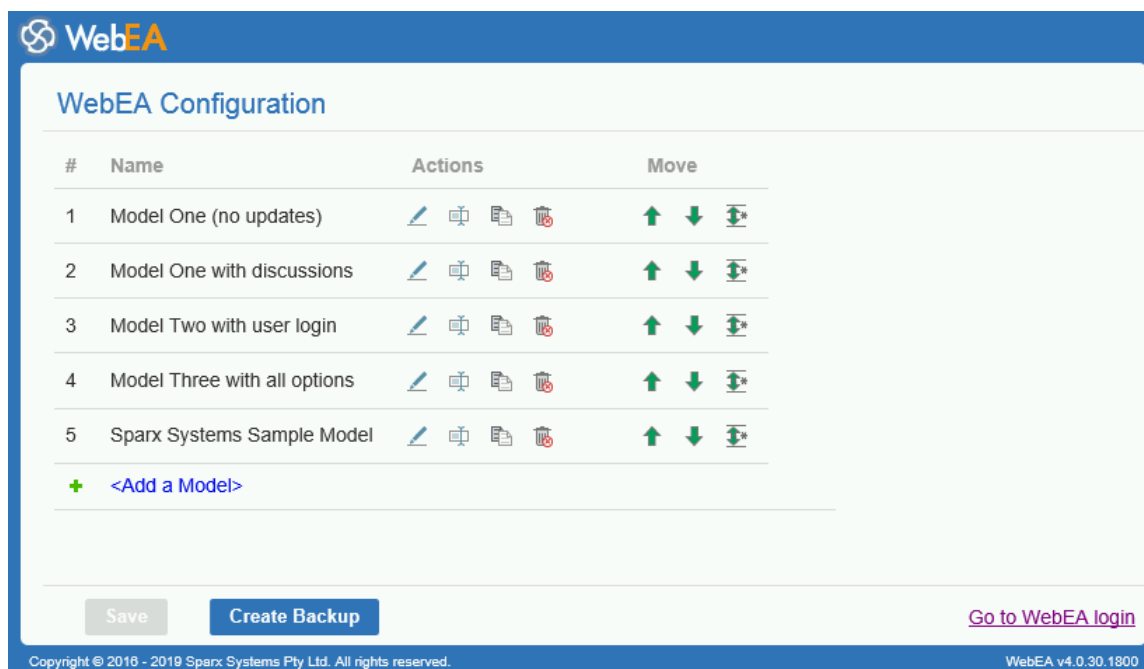 WebEA
WebEA Configuration
# Name Actions Move
1 Model One (no updates)
2 Model One with discussions
3 Model Two with user login
4 Model Three with all options
5 Sparx Systems Sample Model
<Add a Model>
Save Create Backup Go to WebEA login
Copyright © 2016 - 2019 Sparx Systems Pty Ltd. All rights reserved. WebEA v4.0.30.1800